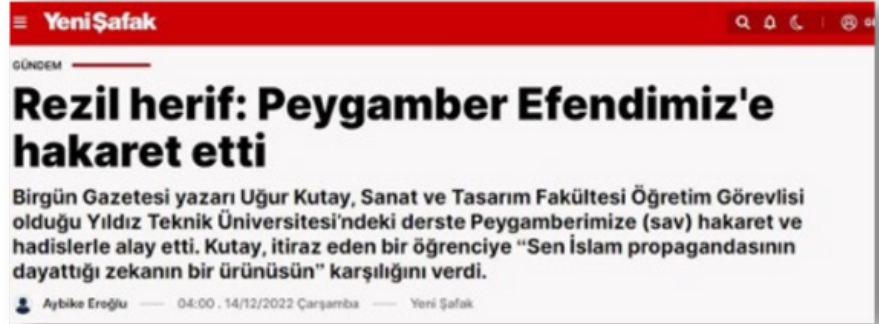 YeniŞafak
GÜNDEM
Rezil herif: Peygamber Efendimiz'e
hakaret etti
Birgün Gazetesi yazarı Uğur Kutay, Sanat ve Tasarım Fakültesi Öğretim Görevlisi
olduğu Yıldız Teknik Üniversitesi'ndeki derste Peygamberimize (sav) hakaret ve
hadislerle alay etti. Kutay, itiraz eden bir öğrenciye “Sen İslam propagandasının
dayattığı zekanın bir ürünüsün” karşılığını verdi.
Aybike Eroğlu — 04:00 . 14/12/2022 Çarşamba — Yeni Şafak